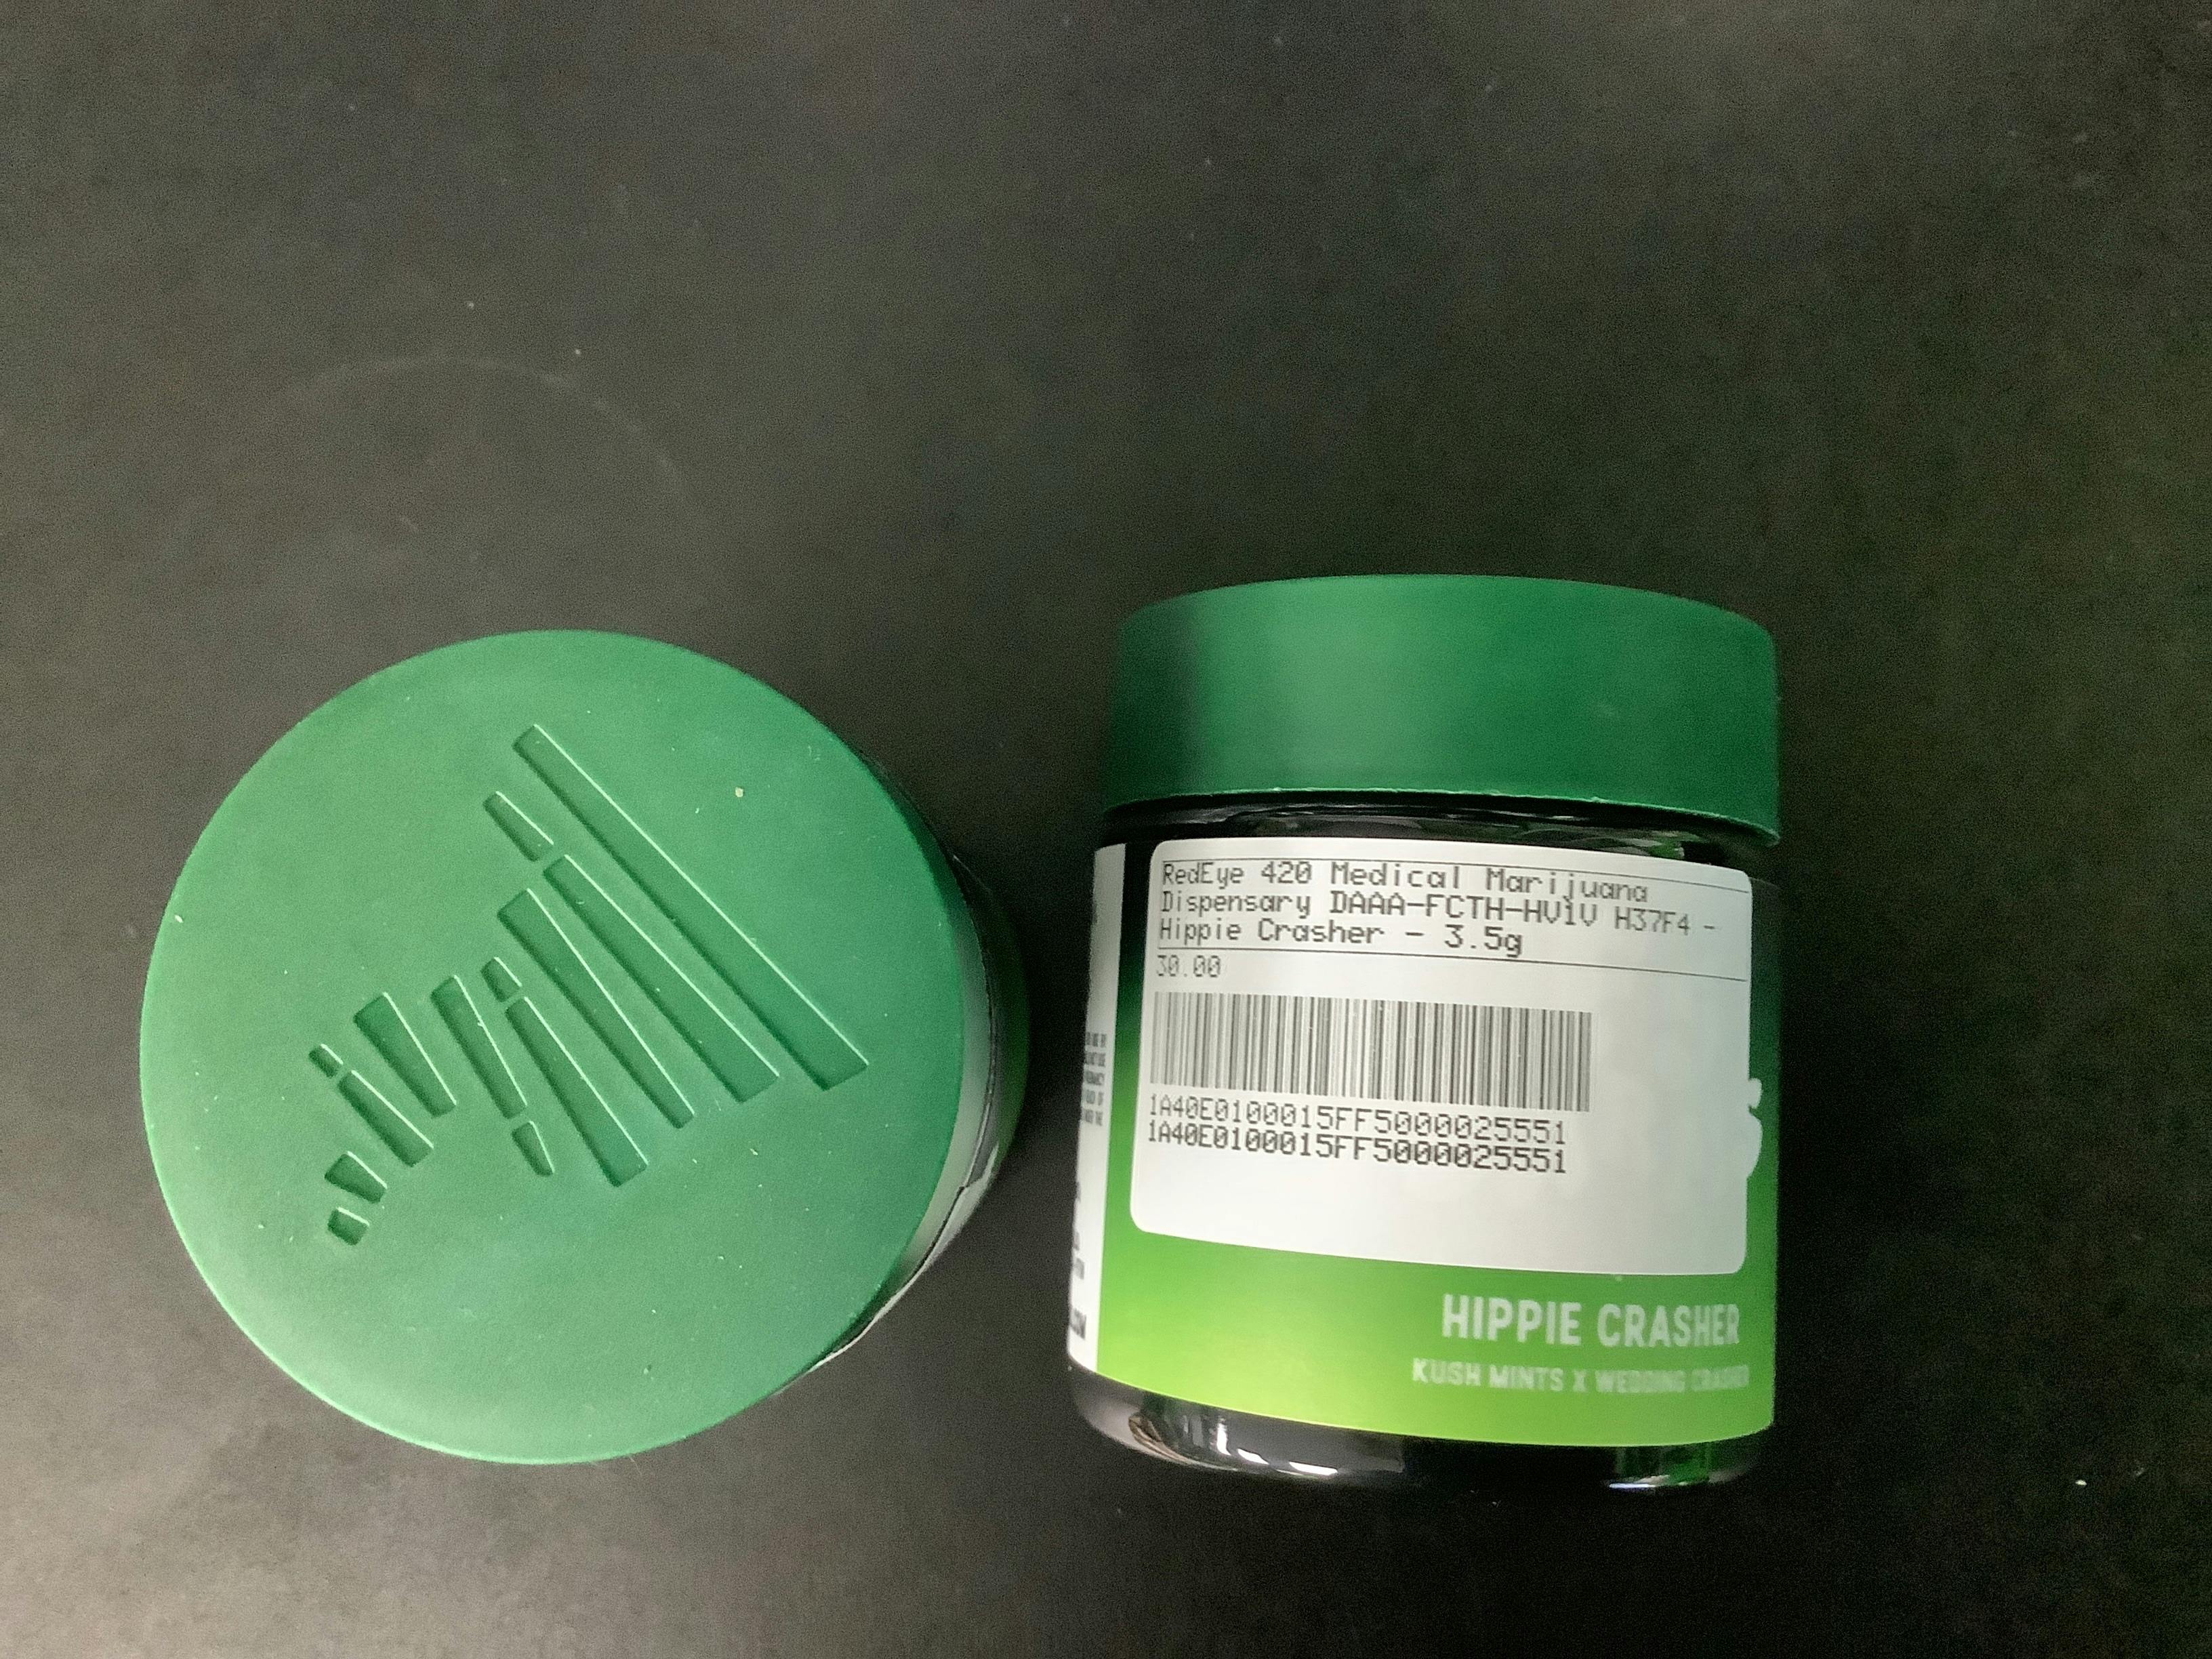 RedEye 420 Medical Marijuana
Dispensary DAAA-FCTH-HV1V H37F4 -
Hippie Crasher - 3.5g
30.00
1A40E0100015FF5000025551
1A40E0100015FF5000025551
HIPPIE CRASHER
KUSH MINTS X WEDDING CRASHER